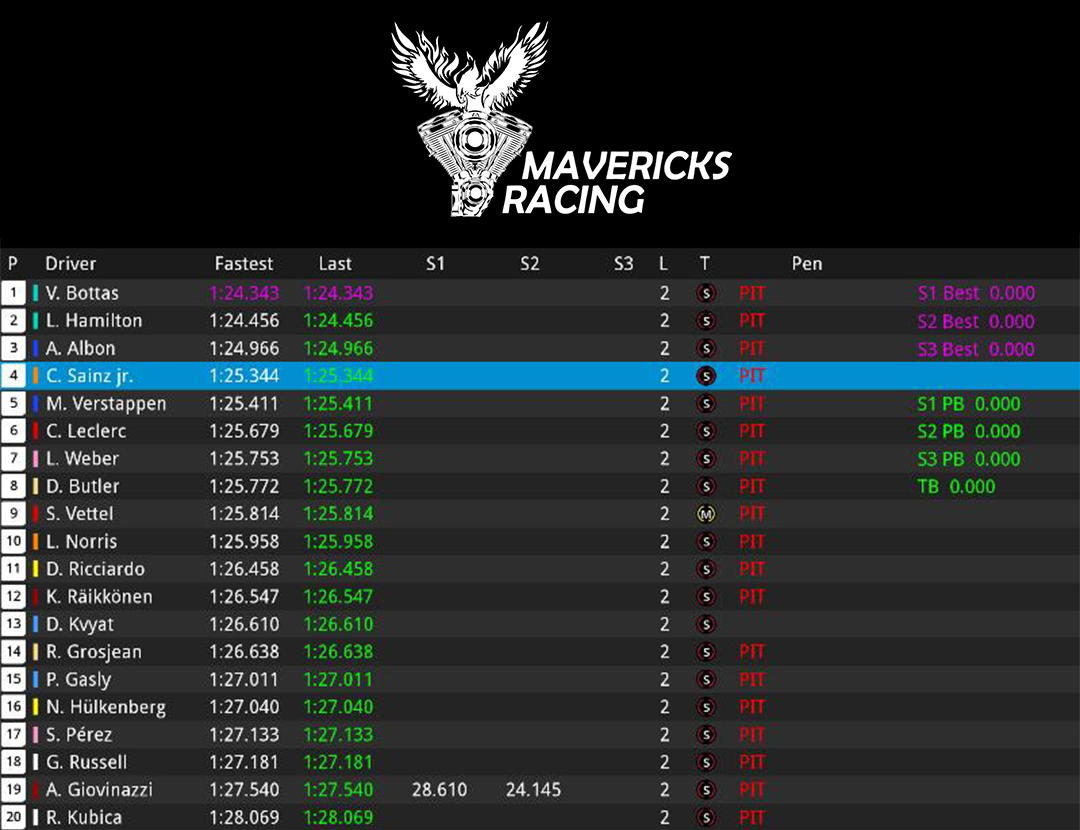 MAVERICKS
RACING
P Driver Fastest Last S1 S2 S3 L T Pen
1 V. Bottas 1:24.343 1:24.343 2 S PIT S1 Best 0.000
2 L. Hamilton 1:24.456 1:24.456 2 S PIT S2 Best 0.000
3 A. Albon 1:24.966 1:24.966 2 S PIT S3 Best 0.000
4 C. Sainz jr. 1:25.344 1:25.344 2 S PIT
5 M. Verstappen 1:25.411 1:25.411 2 S PIT S1 PB 0.000
6 C. Leclerc 1:25.679 1:25.679 2 S PIT S2 PB 0.000
7 L. Weber 1:25.753 1:25.753 2 S PIT S3 PB 0.000
8 D. Butler 1:25.772 1:25.772 2 S PIT TB 0.000
9 S. Vettel 1:25.814 1:25.814 2 M PIT
10 L. Norris 1:25.958 1:25.958 2 S PIT
11 D. Ricciardo 1:26.458 1:26.458 2 S PIT
12 K. Räikkönen 1:26.547 1:26.547 2 S PIT
13 D. Kvyat 1:26.610 1:26.610 2 S
14 R. Grosjean 1:26.638 1:26.638 2 S PIT
15 P. Gasly 1:27.011 1:27.011 2 S PIT
16 N. Hülkenberg 1:27.040 1:27.040 2 S PIT
17 S. Pérez 1:27.133 1:27.133 2 S PIT
18 G. Russell 1:27.181 1:27.181 2 S PIT
19 A. Giovinazzi 1:27.540 1:27.540 28.610 24.145 2 S PIT
20 R. Kubica 1:28.069 1:28.069 2 S PIT